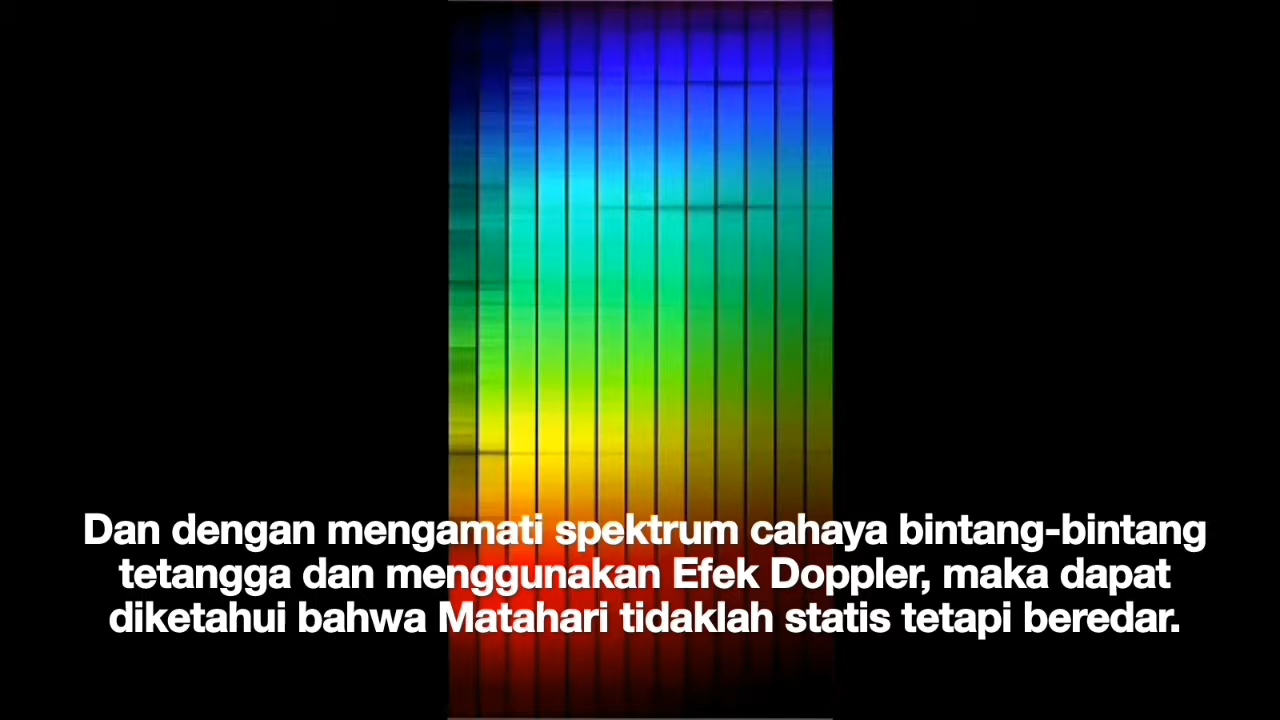 Dan dengan mengamati spektrum cahaya bintang-bintang
tetangga dan menggunakan Efek Doppler, maka dapat
diketahui bahwa Matahari tidaklah statis tetapi beredar.